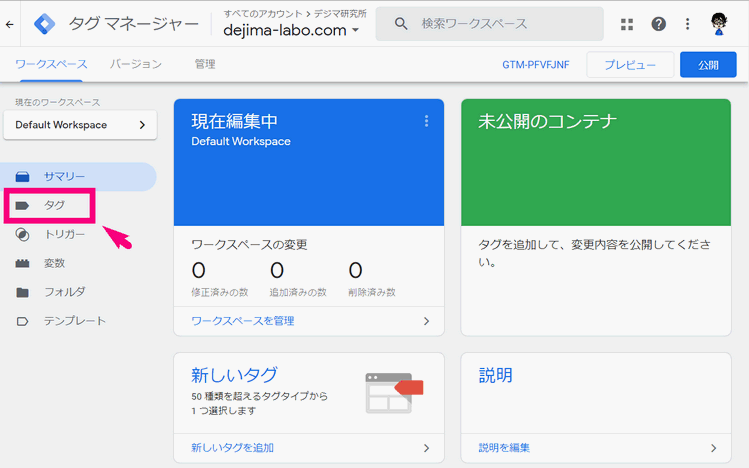 タグ マネージャー
すべてのアカウント > デジマ研究所
dejima-labo.com
検索ワークスペース
ワークスペース
バージョン
管理
GTM-PFVFJNF
プレビュー
公開
現在のワークスペース
Default Workspace
サマリー
タグ
トリガー
変数
フォルダ
テンプレート
現在編集中
Default Workspace
ワークスペースの変更
0 0 0
修正済みの数 追加済みの数 削除済み数
ワークスペースを管理
未公開のコンテナ
タグを追加して、変更内容を公開してくださ
い。
新しいタグ
50 種類を超えるタグタイプから
1 つ選択します
新しいタグを追加
説明
説明を編集